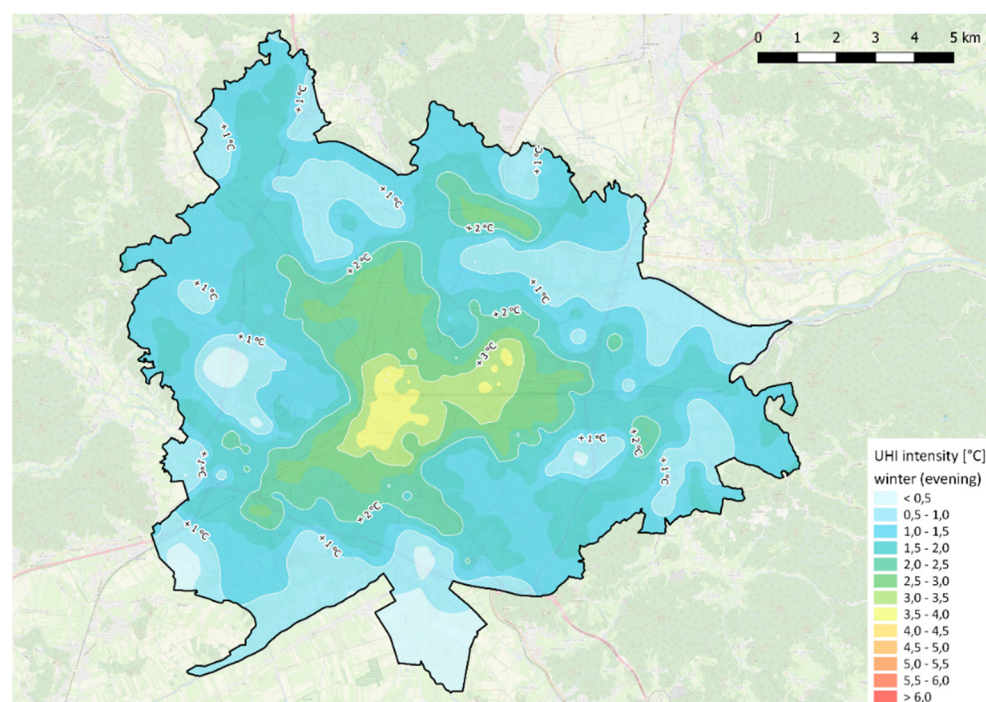 0 1 2 3 4 5 km
+ 1 °C
+ 1 °C
+ 1 °C
+ 1 °C
+ 2 °C
+ 2 °C
+ 1 °C
+ 1 °C
+ 2 °C
+ 1 °C
+ 3 °C
+ 1 °C
+ 2 °C
+ 1 °C
+ 1 °C
+ 2 °C
+ 1 °C
+ 1 °C
UHI intensity [°C]
winter (evening)
< 0,5
0,5 - 1,0
1,0 - 1,5
1,5 - 2,0
2,0 - 2,5
2,5 - 3,0
3,0 - 3,5
3,5 - 4,0
4,0 - 4,5
4,5 - 5,0
5,0 - 5,5
5,5 - 6,0
> 6,0